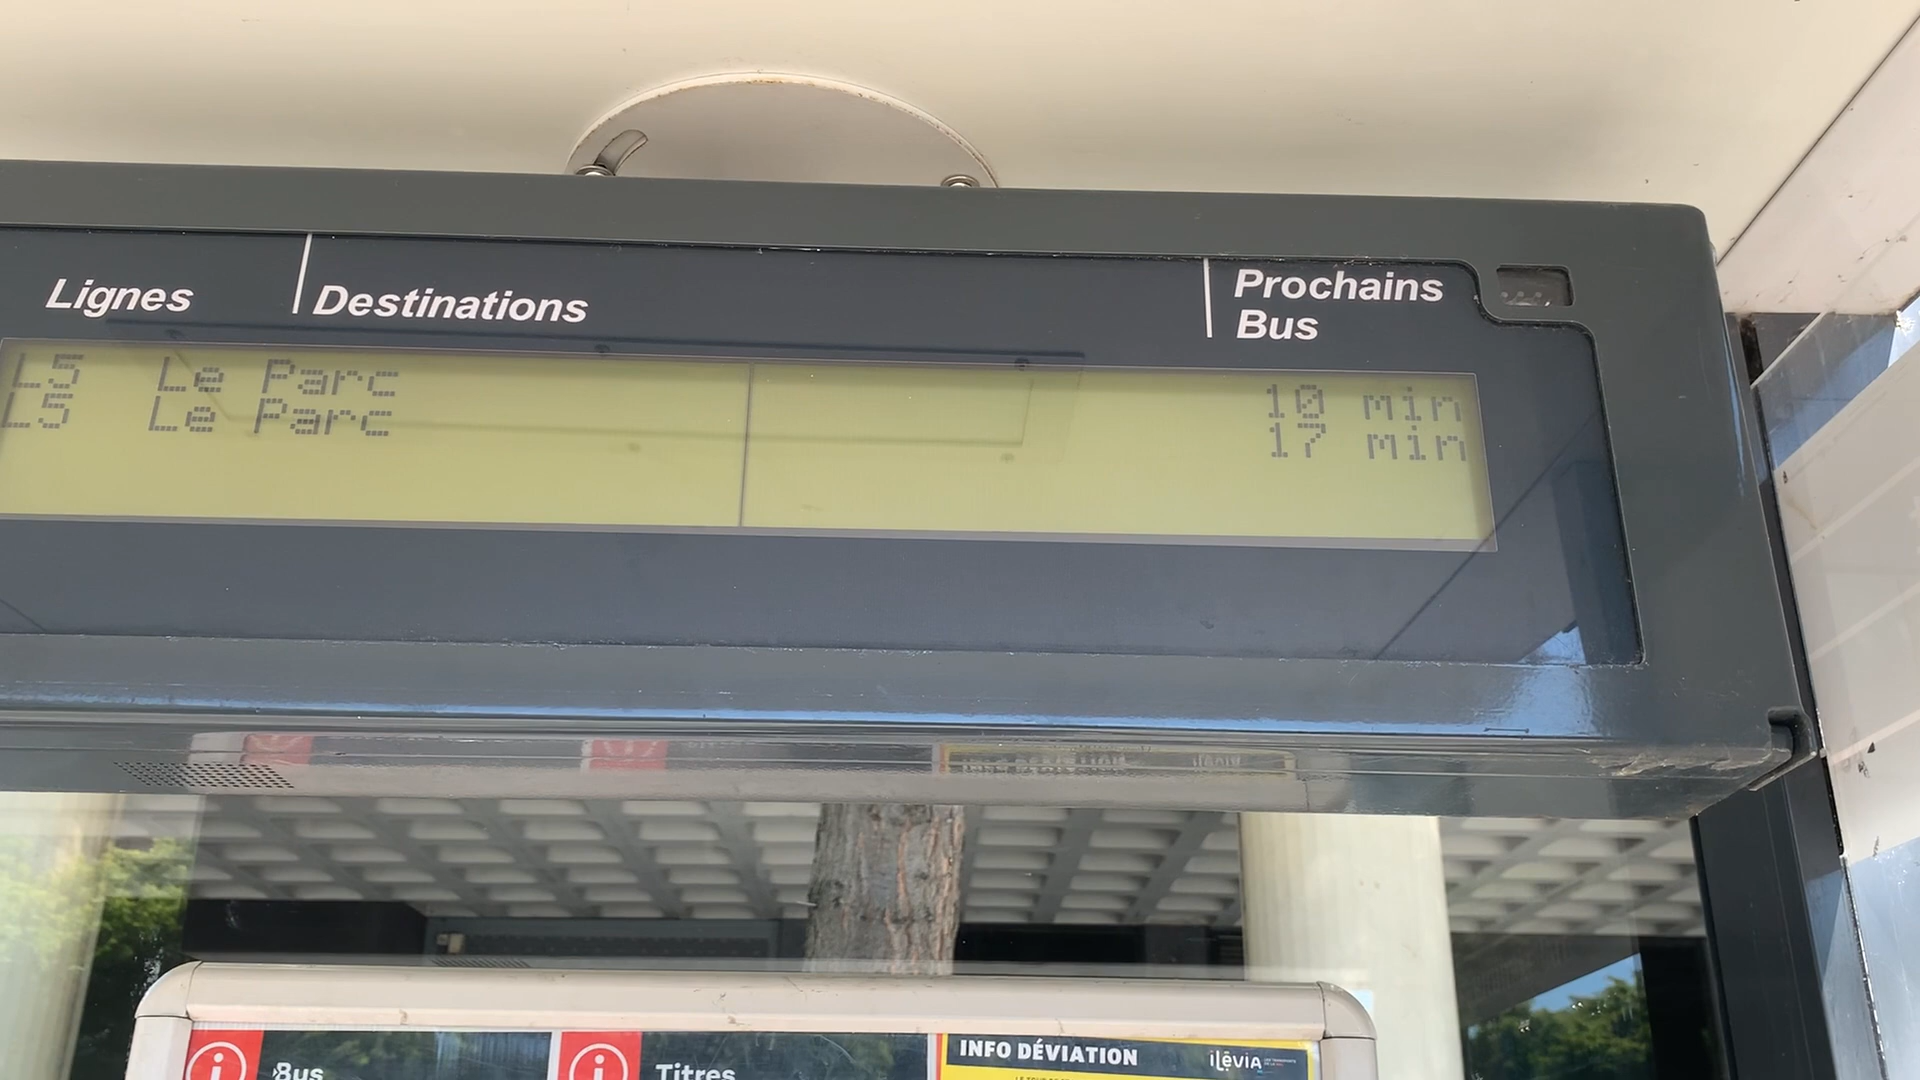 Lignes Destinations Prochains Bus
L5 Le Parc 10 min
L5 Le Parc 17 min
Bus
Titres
INFO DÉVIATION
ilévia